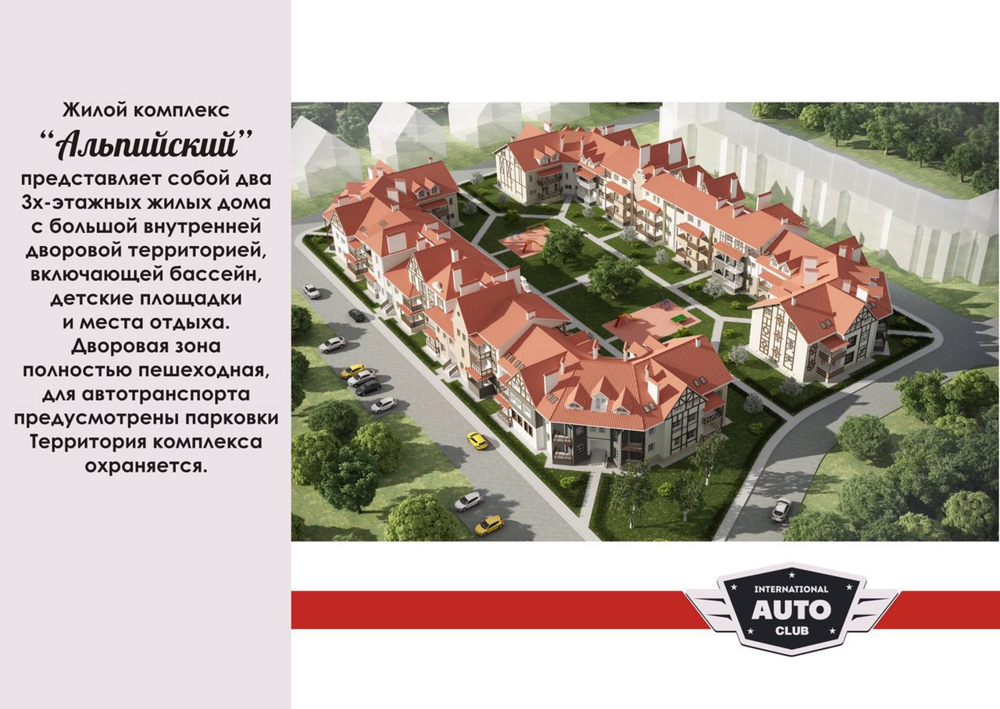 Жилой комплекс
“Альпийский”
представляет собой два
3х-этажных жилых дома
с большой внутренней
дворовой территорией,
включающей бассейн,
детские площадки
и места отдыха.
Дворовая зона
полностью пешеходная,
для автотранспорта
предусмотрены парковки
Территория комплекса
охраняется.
INTERNATIONAL
AUTO
CLUB